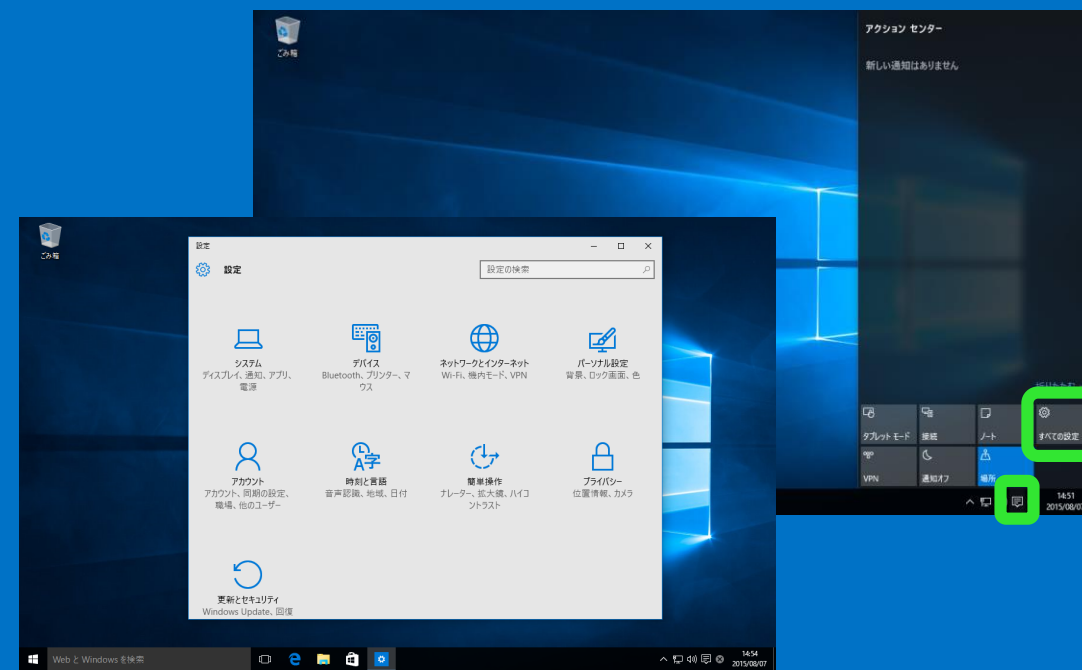 ごみ箱
アクション センター
新しい通知はありません
折りたたむ
タブレット モード
接続
ノート
すべての設定
VPN
通知オフ
場所
14:51
2015/08/07
ごみ箱
設定
設定
設定の検索
システム
ディスプレイ、通知、アプリ、
電源
デバイス
Bluetooth、プリンター、マ
ウス
ネットワークとインターネット
Wi-Fi、機内モード、VPN
パーソナル設定
背景、ロック画面、色
アカウント
アカウント、同期の設定、
職場、他のユーザー
時刻と言語
音声認識、地域、日付
簡単操作
ナレーター、拡大鏡、ハイコ
ントラスト
プライバシー
位置情報、カメラ
更新とセキュリティ
Windows Update、回復
Web と Windows を検索
14:54
2015/08/07